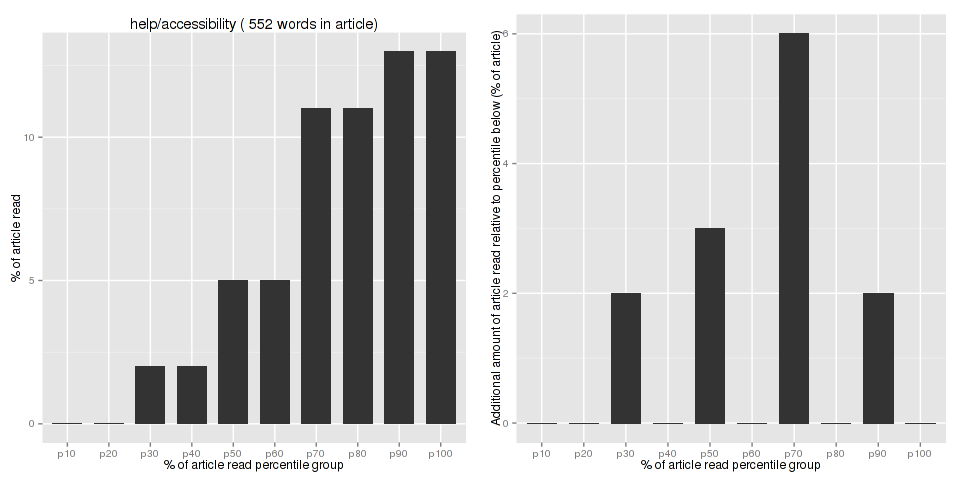 help/accessibility ( 552 words in article)
% of article read
10
5
0
p10 p20 p30 p40 p50 p60 p70 p80 p90 p100
% of article read percentile group
Additional amount of article read relative to percentile below (% of article)
6
4
2
0
p10 p20 p30 p40 p50 p60 p70 p80 p90 p100
% of article read percentile group